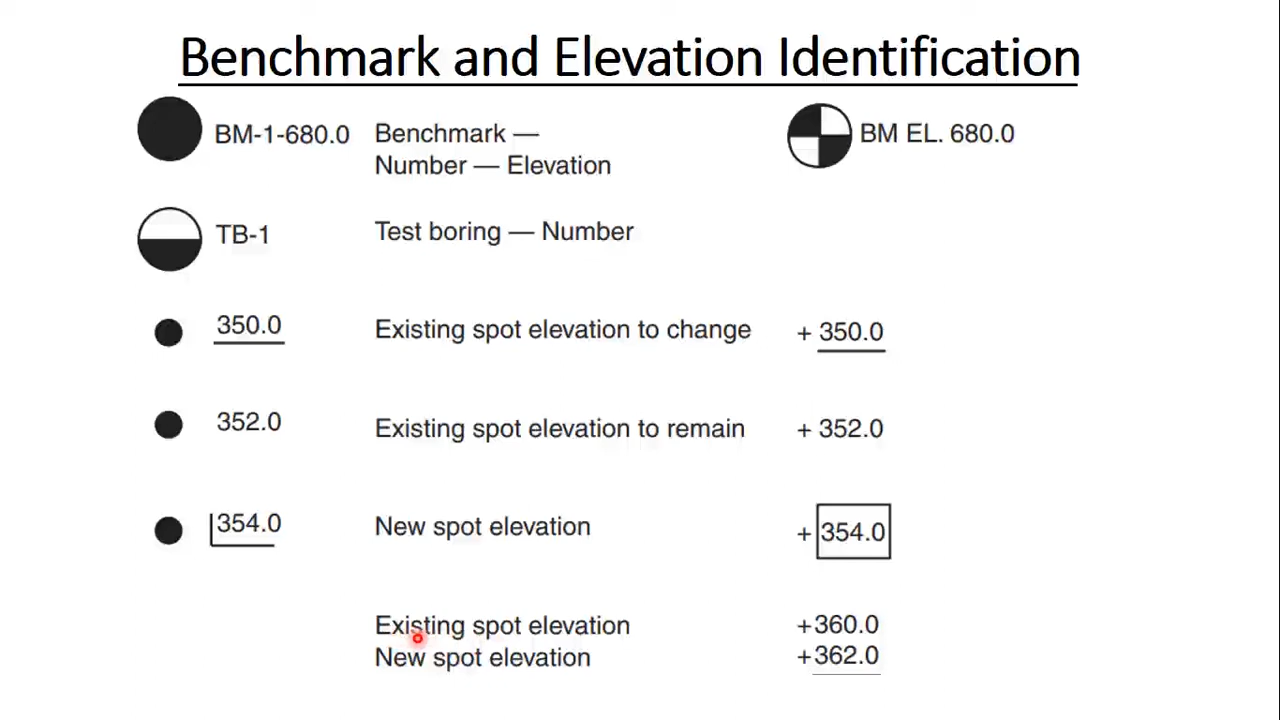 Benchmark and Elevation Identification
BM-1-680.0 Benchmark — BM EL. 680.0
Number — Elevation
TB-1 Test boring — Number
350.0 Existing spot elevation to change + 350.0
352.0 Existing spot elevation to remain + 352.0
354.0 New spot elevation + 354.0
Existing spot elevation +360.0
New spot elevation +362.0